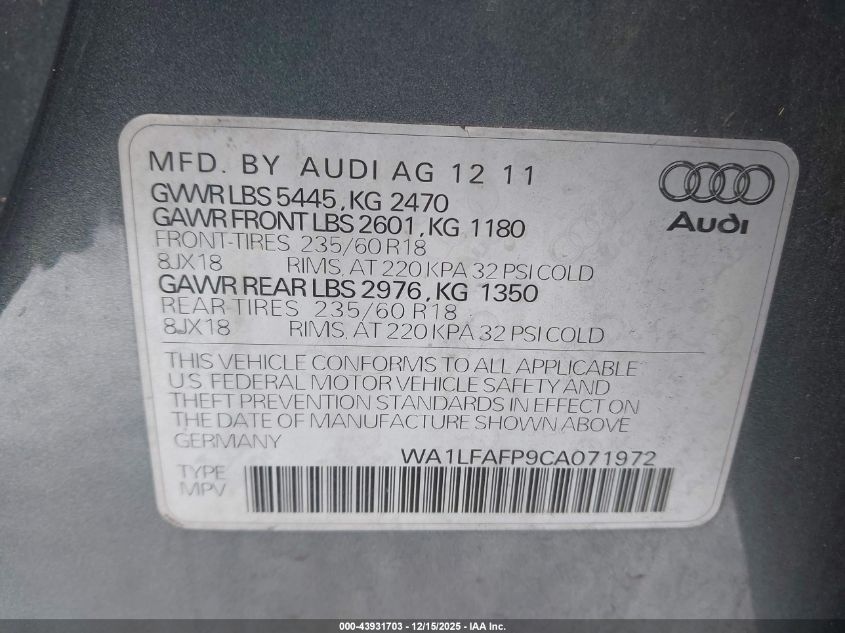 MFD. BY AUDI AG 12 11
Audi
GVWR LBS 5445, KG 2470
GAWR FRONT LBS 2601, KG 1180
FRONT-TIRES 235/60 R18
8JX18 RIMS, AT 220 KPA 32 PSI COLD
GAWR REAR LBS 2976, KG 1350
REAR-TIRES 235/60 R18
8JX18 RIMS, AT 220 KPA 32 PSI COLD
THIS VEHICLE CONFORMS TO ALL APPLICABLE
U.S. FEDERAL MOTOR VEHICLE SAFETY AND
THEFT PREVENTION STANDARDS IN EFFECT ON
THE DATE OF MANUFACTURE SHOWN ABOVE
GERMANY WA1LFAFP9CA071972
TYPE
MPV
000-43931703 - 12/15/2025 - IAA Inc.